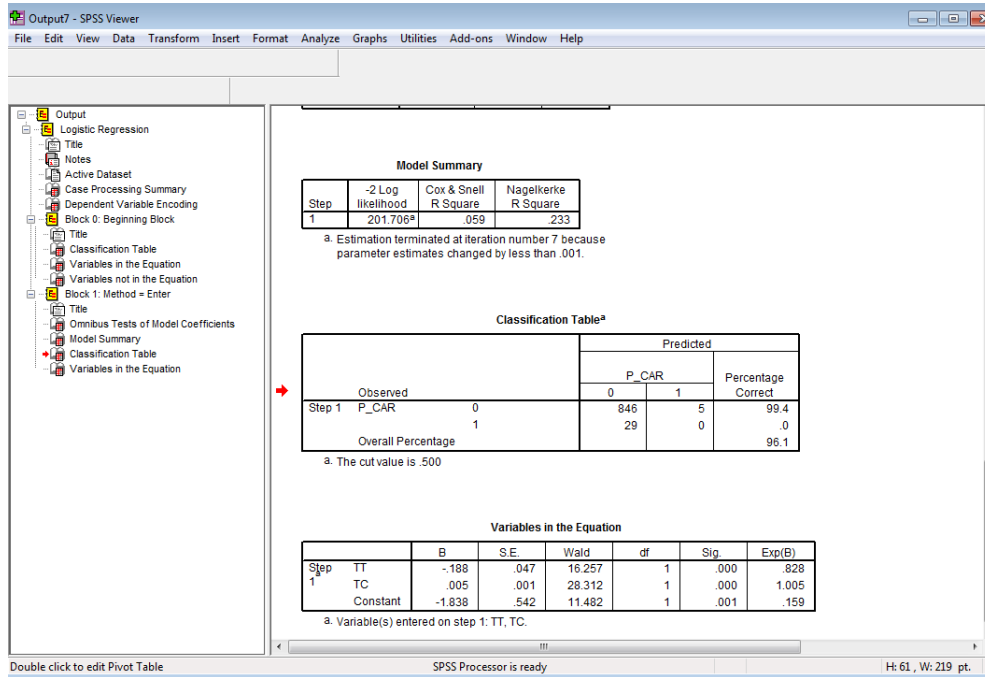 Output7 - SPSS Viewer
File Edit View Data Transform Insert Format Analyze Graphs Utilities Add-ons Window Help
Output
Logistic Regression
Title
Notes
Active Dataset
Case Processing Summary
Dependent Variable Encoding
Block 0: Beginning Block
Title
Classification Table
Variables in the Equation
Variables not in the Equation
Block 1: Method = Enter
Title
Omnibus Tests of Model Coefficients
Model Summary
Classification Table
Variables in the Equation
Model Summary
Step -2 Log likelihood Cox & Snell R Square Nagelkerke R Square
1 201.706a .059 .233
a. Estimation terminated at iteration number 7 because
parameter estimates changed by less than .001.
Classification Tablea
Predicted
P_CAR Percentage Correct
Observed 0 1
Step 1 P_CAR 0 846 5 99.4
1 29 0 .0
Overall Percentage 96.1
a. The cut value is .500
Variables in the Equation
B S.E. Wald df Sig. Exp(B)
Step 1a TT -.188 .047 16.257 1 .000 .828
TC .005 .001 28.312 1 .000 1.005
Constant -1.838 .542 11.482 1 .001 .159
a. Variable(s) entered on step 1: TT, TC.
Double click to edit Pivot Table SPSS Processor is ready H: 61 , W: 219 pt.